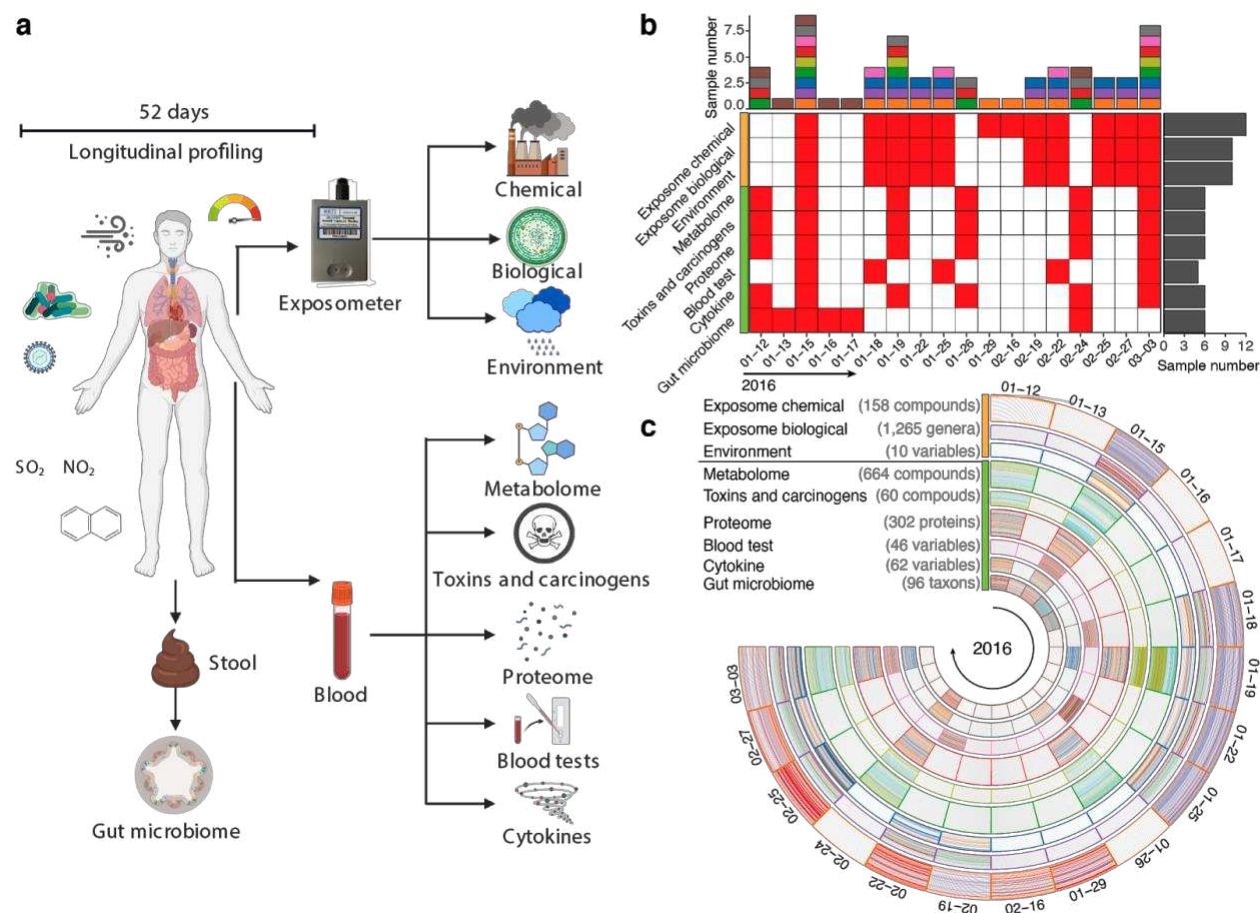 a
52 days
Longitudinal profiling
SO₂ NO₂
Exposometer
Chemical
Biological
Environment
Stool
Gut microbiome
Blood
Metabolome
Toxins and carcinogens
Proteome
Blood tests
Cytokines
b
Sample number
7.5
5.0
2.5
0.0
Exposome chemical
Exposome biological
Environment
Metabolome
Toxins and carcinogens
Proteome
Blood test
Cytokine
Gut microbiome
01-12
01-13
01-15
01-16
01-17
01-18
01-19
01-22
01-25
01-26
01-29
02-16
02-19
02-22
02-24
02-25
02-27
03-03
0 3 6 9 12
Sample number
2016
c
Exposome chemical (158 compounds)
Exposome biological (1,265 genera)
Environment (10 variables)
Metabolome (664 compounds)
Toxins and carcinogens (60 compouds)
Proteome (302 proteins)
Blood test (46 variables)
Cytokine (62 variables)
Gut microbiome (96 taxons)
2016
01-12
01-13
01-15
01-16
01-17
01-18
01-19
01-22
01-25
01-26
01-29
02-16
02-19
02-22
02-24
02-25
02-27
03-03